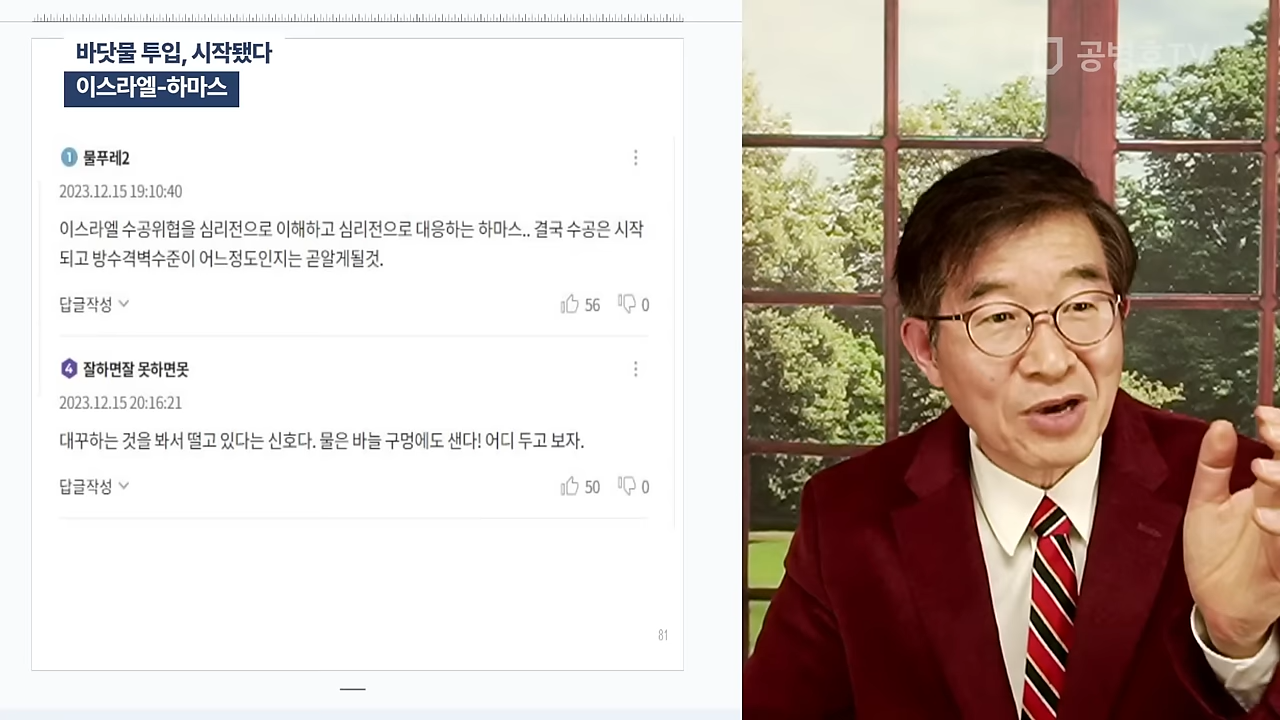 바닷물 투입, 시작됐다
이스라엘-하마스
1 물푸레2
2023.12.15 19:10:40
이스라엘 수공위협을 심리전으로 이해하고 심리전으로 대응하는 하마스.. 결국 수공은 시작
되고 방수격벽수준이 어느정도인지는 곧알게될것.
답글작성
56 0
4 잘하면잘 못하면못
2023.12.15 20:16:21
대꾸하는 것을 봐서 떨고 있다는 신호다. 물은 바늘 구멍에도 샌다! 어디 두고 보자.
답글작성
50 0
81
공병호TV